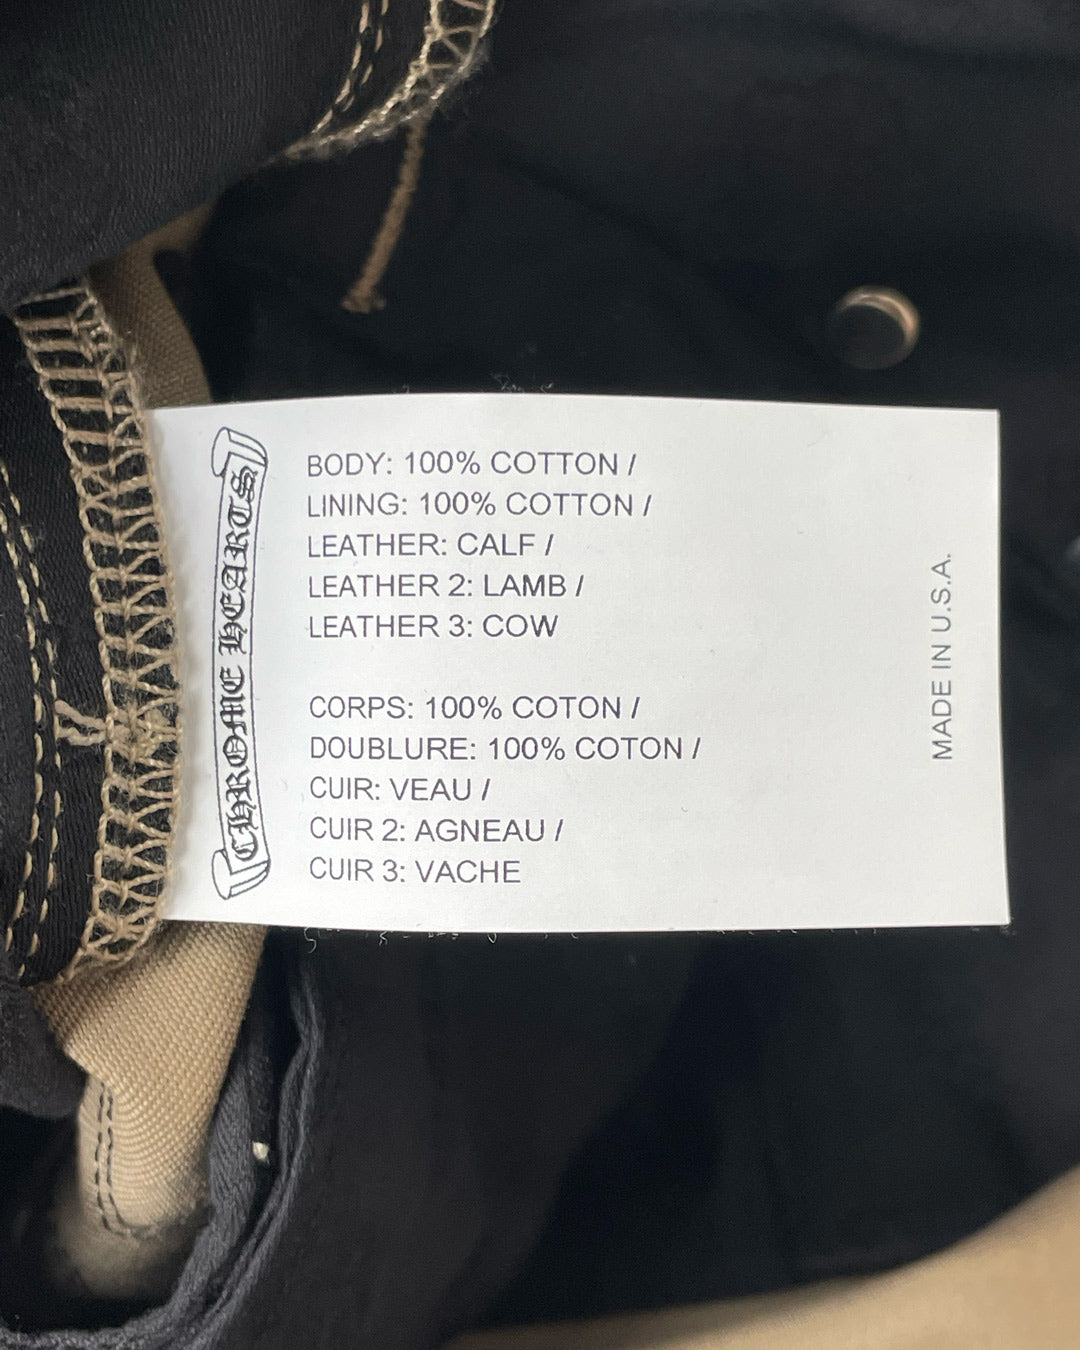 CHROME HEARTS
BODY: 100% COTTON /
LINING: 100% COTTON /
LEATHER: CALF /
LEATHER 2: LAMB /
LEATHER 3: COW
CORPS: 100% COTON /
DOUBLURE: 100% COTON /
CUIR: VEAU /
CUIR 2: AGNEAU /
CUIR 3: VACHE
MADE IN U.S.A.